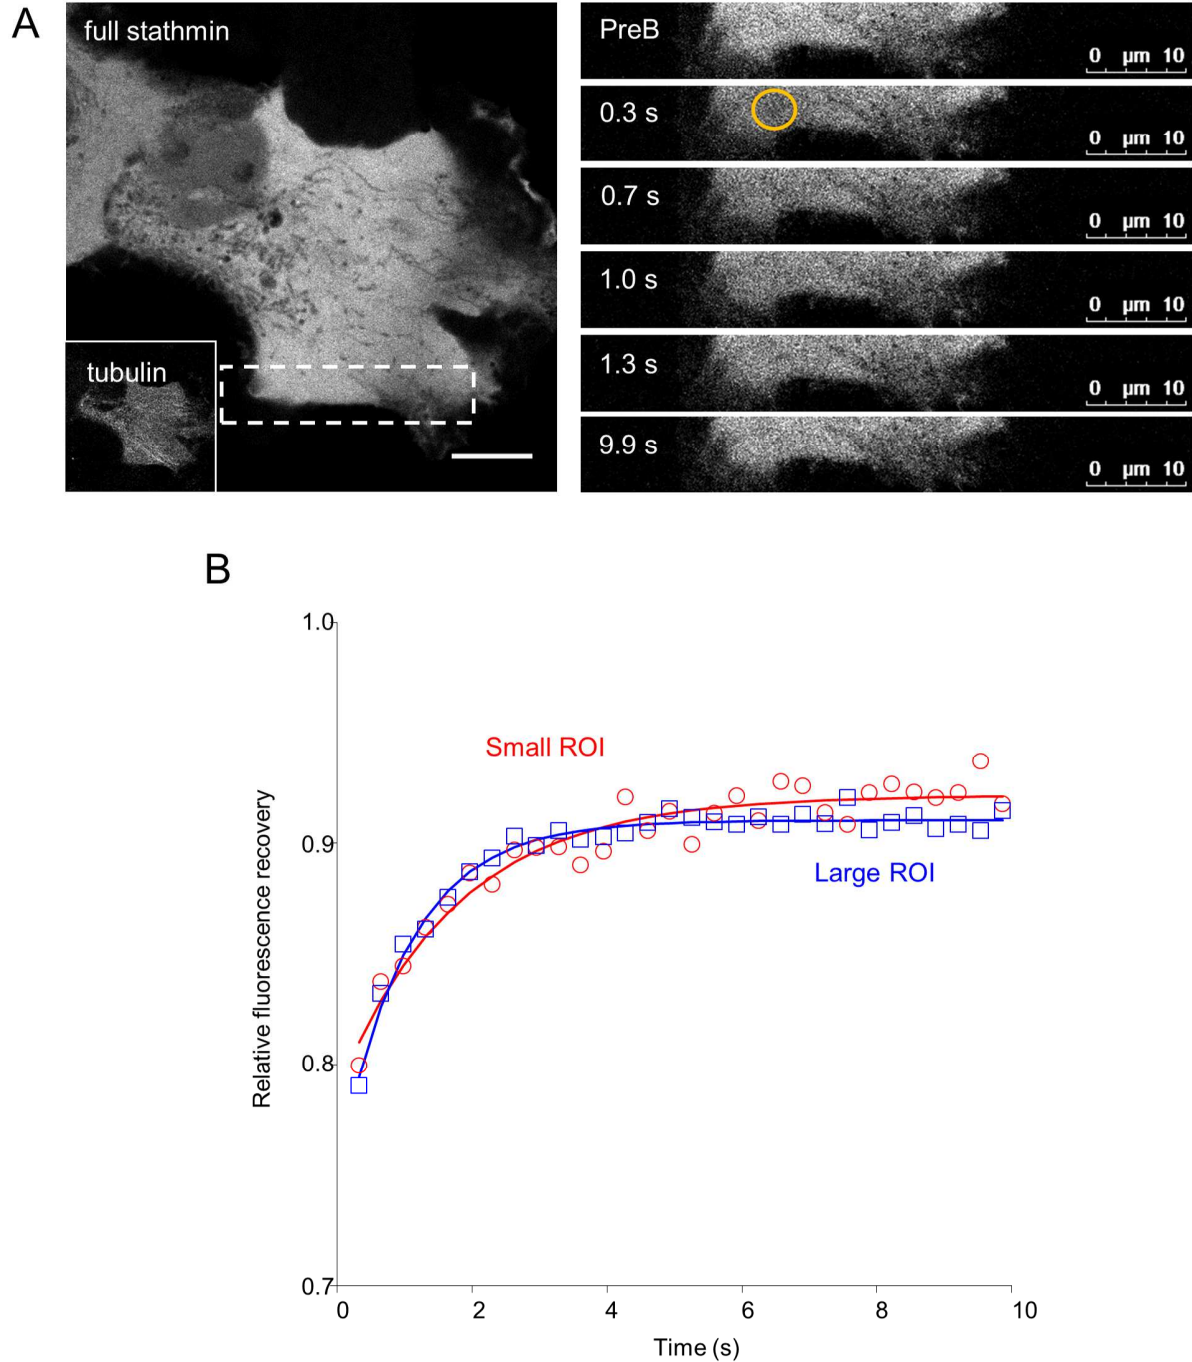 A
full stathmin
tubulin
PreB
0 µm 10
0.3 s
0 µm 10
0.7 s
0 µm 10
1.0 s
0 µm 10
1.3 s
0 µm 10
9.9 s
0 µm 10
B
1.0
0.9
0.8
0.7
Relative fluorescence recovery
Small ROI
Large ROI
0 2 4 6 8 10
Time (s)